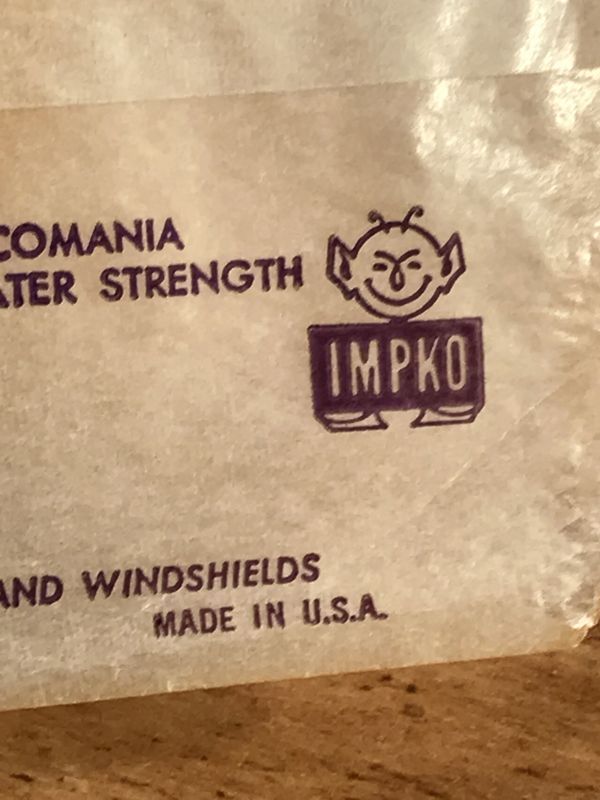 COMANIA
ATER STRENGTH
IMPKO
AND WINDSHIELDS
MADE IN U.S.A.